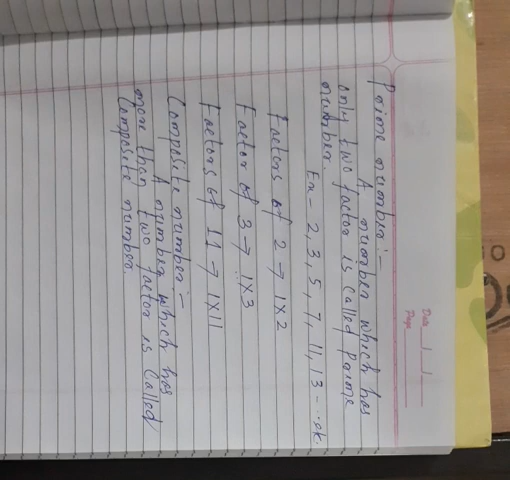 Date
Page
Prime number:-
A number which has
only two factor is called prime
number.
Ex- 2, 3, 5, 7, 11, 13 - - etc.
Factors of 2 → 1x2
Factor of 3 → 1x3
Factors of 11 → 1x11
Composite number:-
A number which has
more than two factor is called
Composite number.